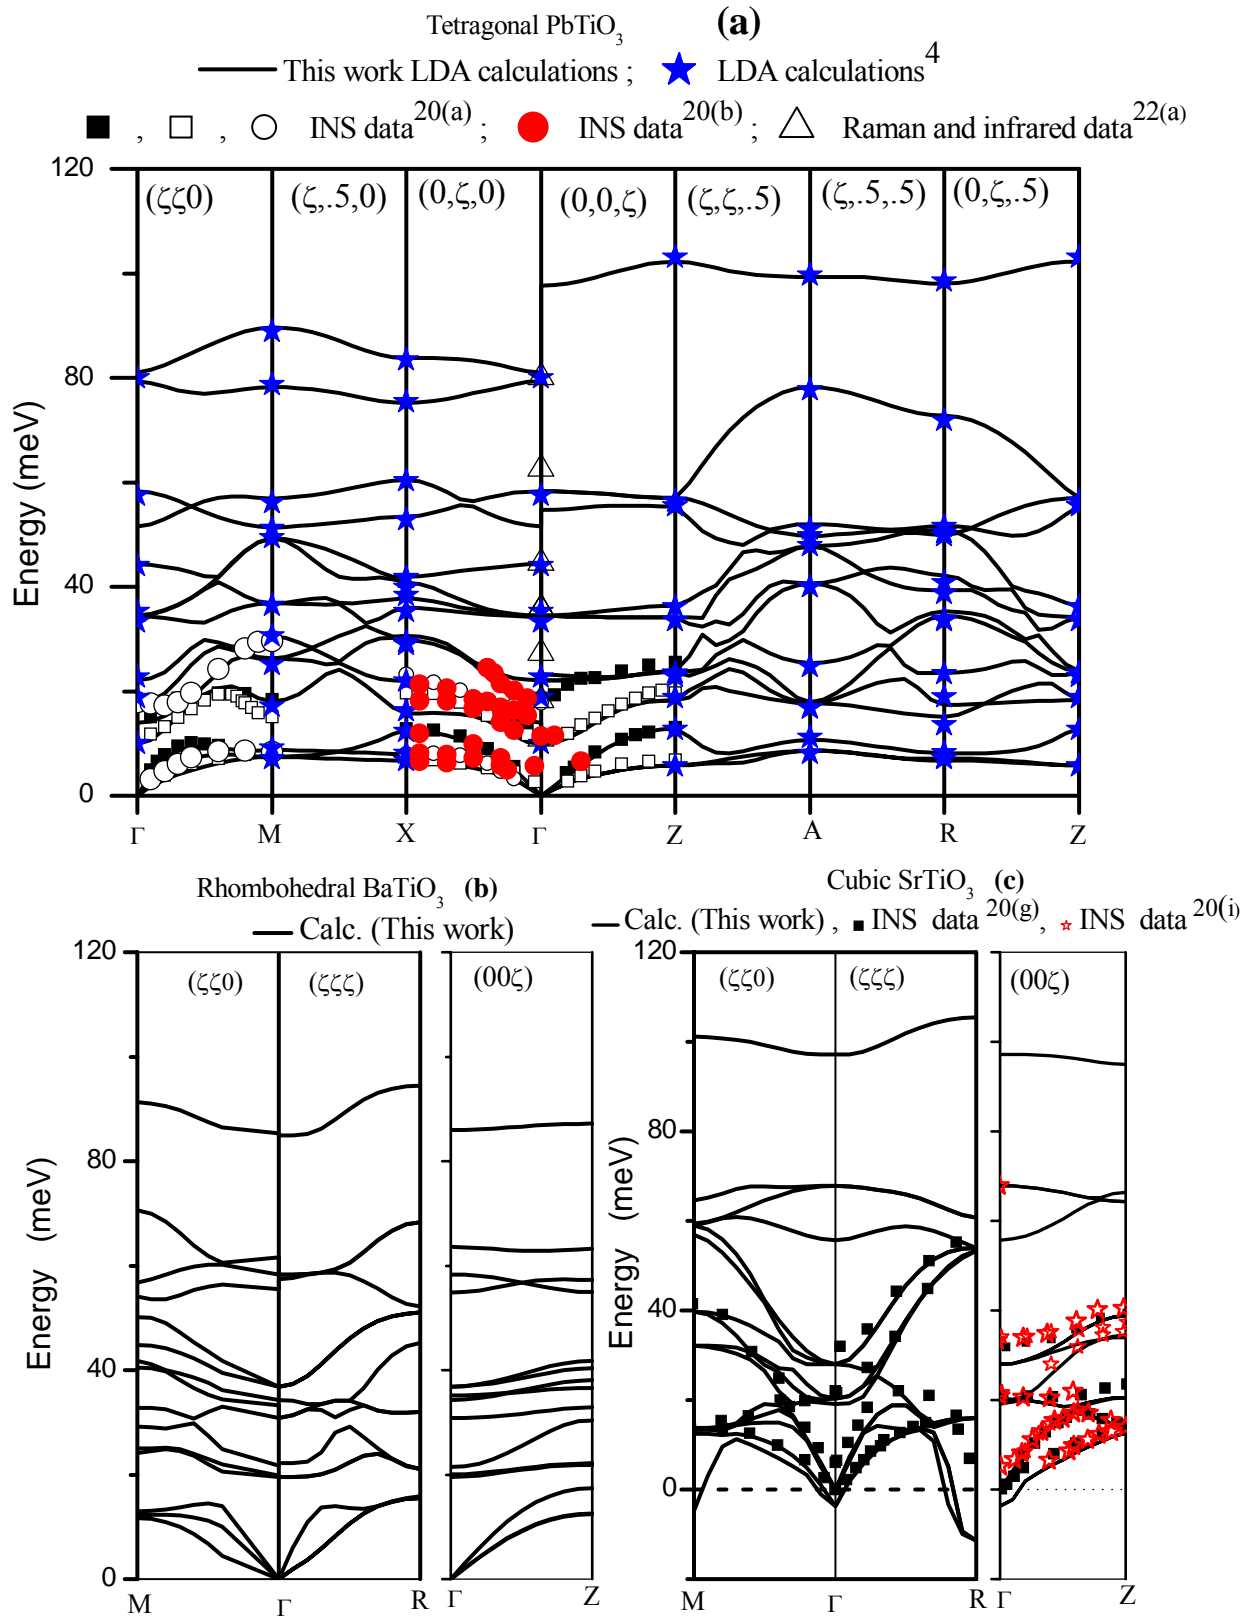 Tetragonal PbTiO3 (a)
This work LDA calculations ; LDA calculations4
, , INS data20(a) ; INS data20(b) ; Raman and infrared data22(a)
120
(ζζ0) (ζ,.5,0) (0,ζ,0) (0,0,ζ) (ζ,ζ,.5) (ζ,.5,.5) (0,ζ,.5)
80
Energy (meV)
40
0
Γ M X Γ Z A R Z
Rhombohedral BaTiO3 (b)
Calc. (This work)
120
(ζζ0) (ζζζ) (00ζ)
80
Energy (meV)
40
0
M Γ R Γ Z
Cubic SrTiO3 (c)
Calc. (This work) , INS data 20(g), INS data 20(i)
120
(ζζ0) (ζζζ) (00ζ)
80
Energy (meV)
40
0
M Γ R Γ Z